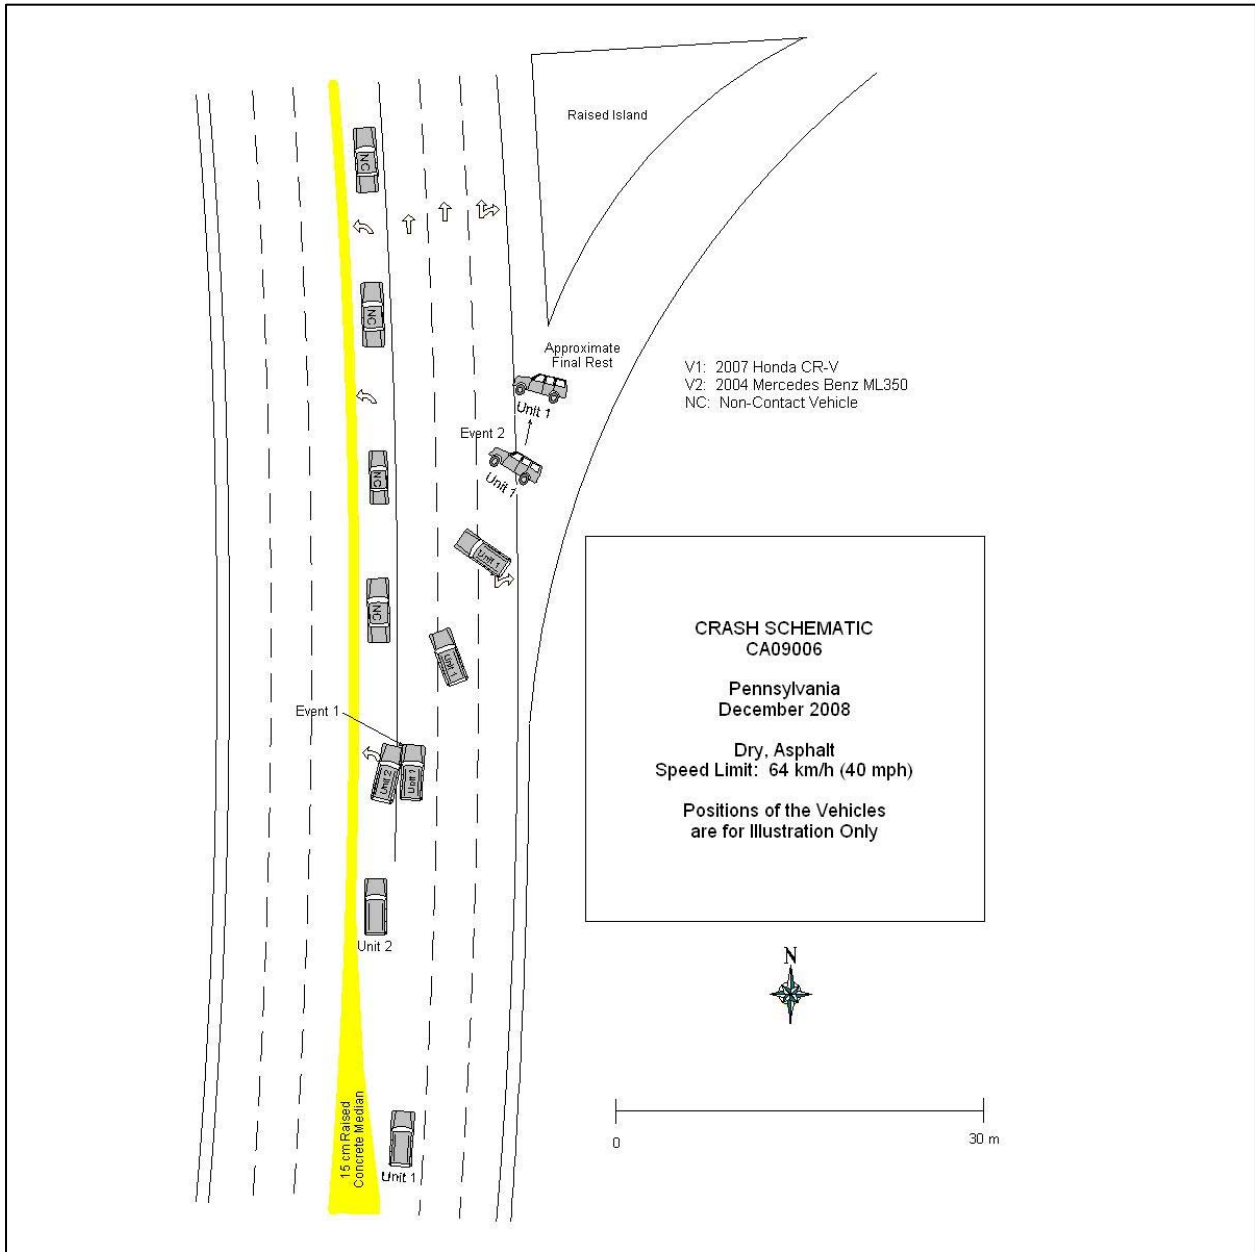 Raised Island
NC
NC
Approximate
Final Rest
Unit 1
V1:  2007 Honda CR-V
V2:  2004 Mercedes Benz ML350
NC:  Non-Contact Vehicle
Event 2
Unit 1
NC
Unit 1
NC
Unit 1
Event 1
Unit 2
Unit 1
CRASH SCHEMATIC
CA09006
Pennsylvania
December 2008
Dry, Asphalt
Speed Limit:  64 km/h (40 mph)
Positions of the Vehicles
are for Illustration Only
Unit 2
N
15 cm Raised
Concrete Median
Unit 1
0
30 m